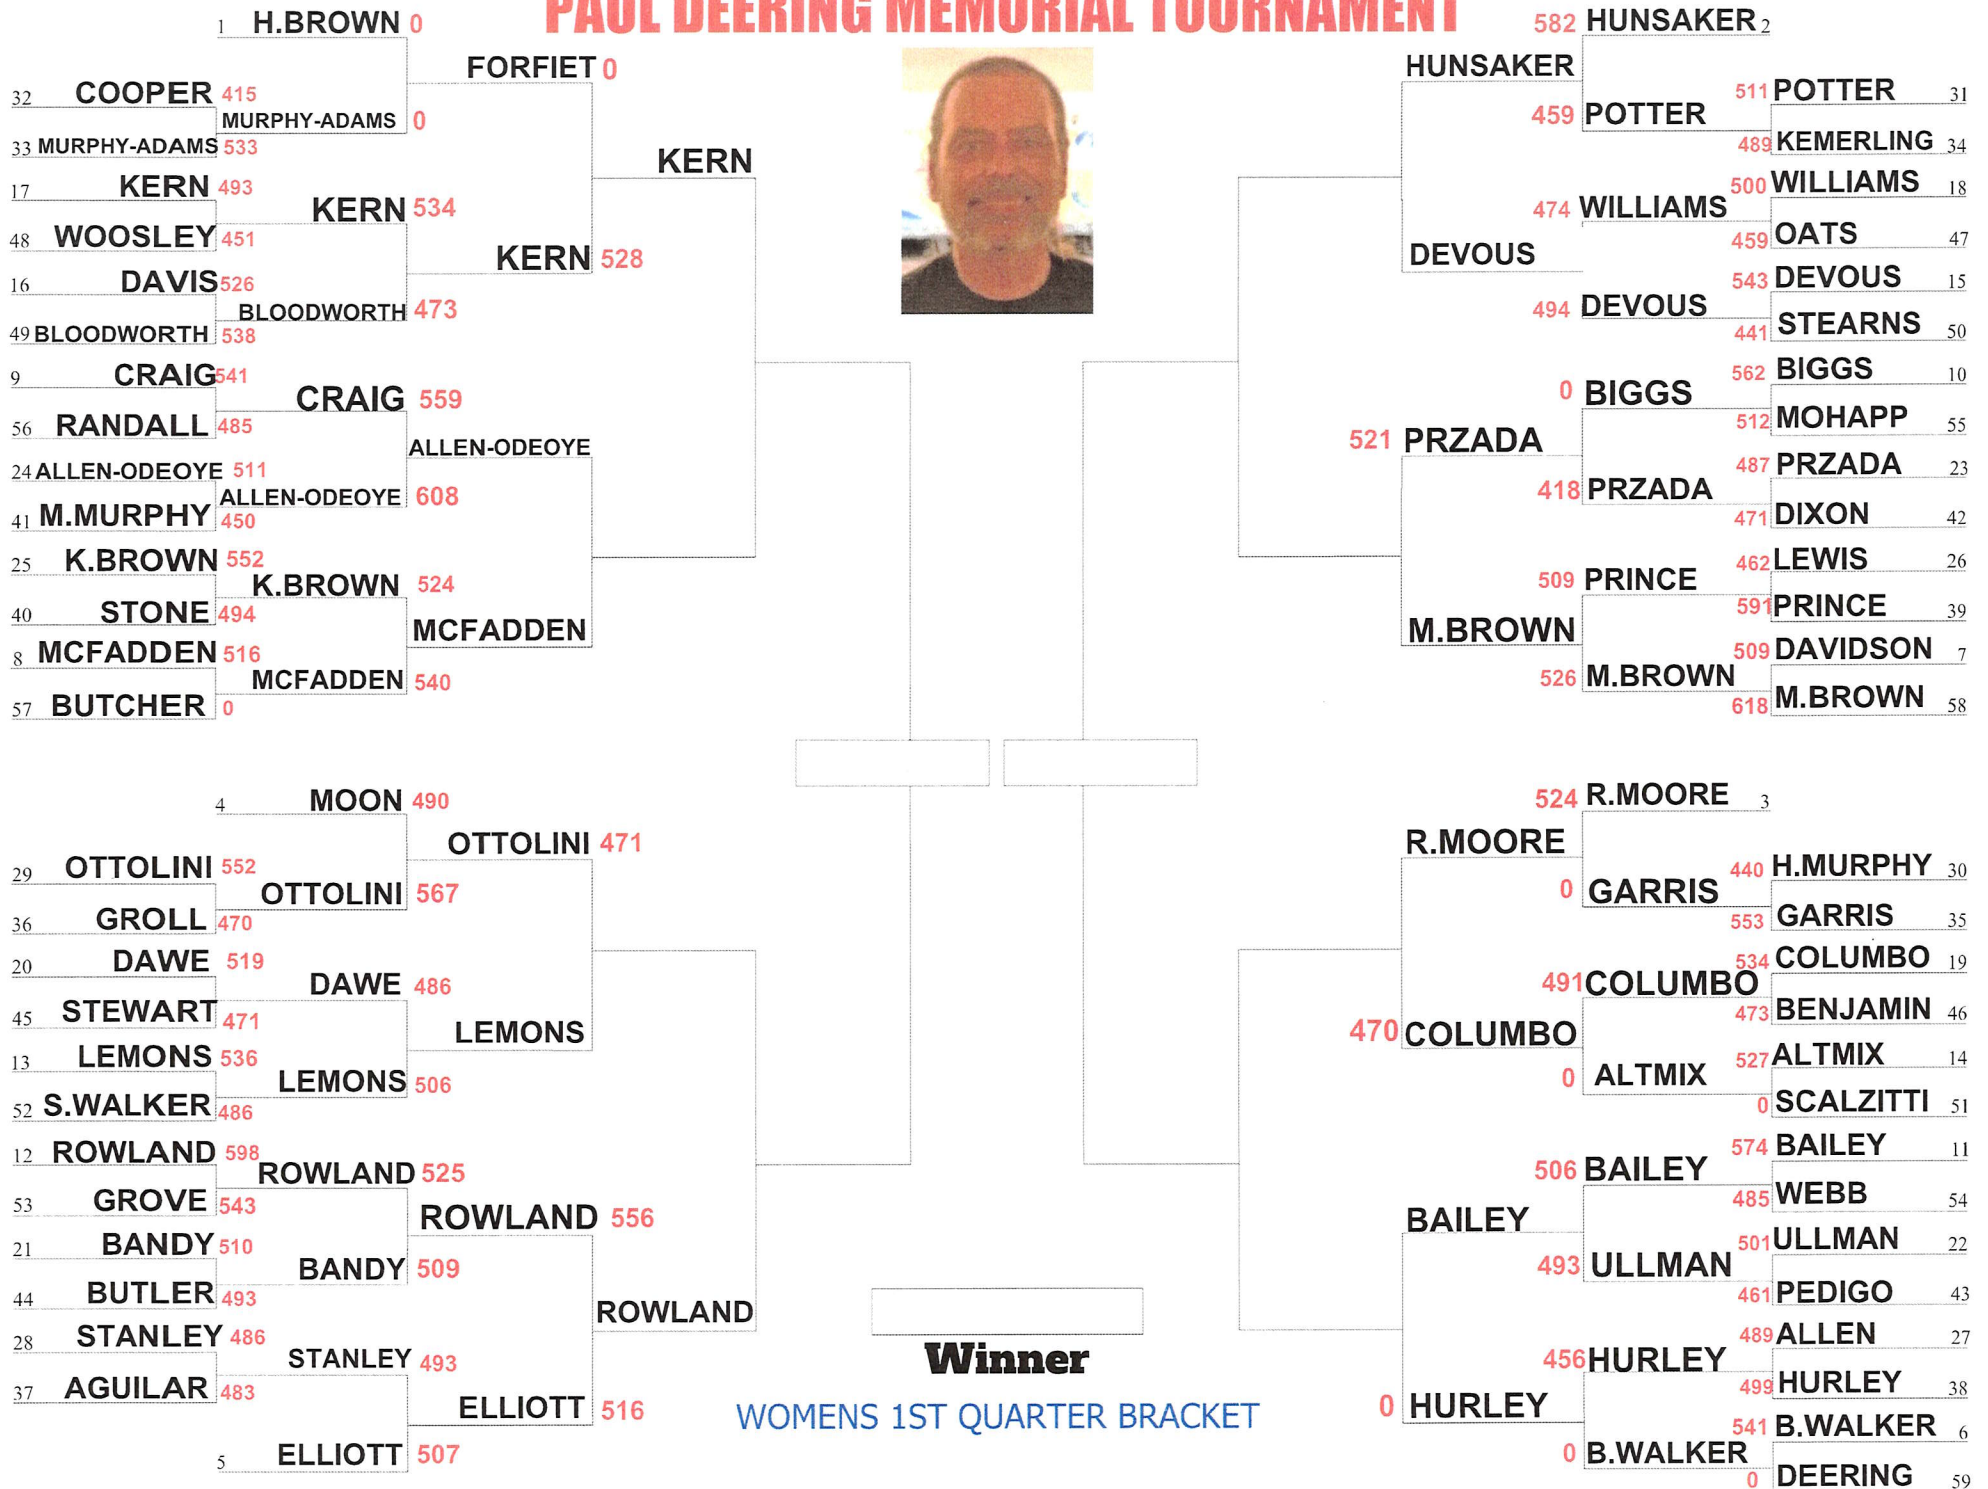 PAUL DEERING MEMORIAL TOURNAMENT
1 H.BROWN 0
FORFIET 0
32 COOPER 415
MURPHY-ADAMS 0
33 MURPHY-ADAMS 533
KERN
17 KERN 493
KERN 534
48 WOOSLEY 451
KERN 528
16 DAVIS 526
BLOODWORTH 473
49 BLOODWORTH 538
9 CRAIG 541
CRAIG 559
56 RANDALL 485
ALLEN-ODEOYE
24 ALLEN-ODEOYE 511
ALLEN-ODEOYE 608
41 M.MURPHY 450
25 K.BROWN 552
K.BROWN 524
40 STONE 494
MCFADDEN
8 MCFADDEN 516
MCFADDEN 540
57 BUTCHER 0
4 MOON 490
OTTOLINI 471
29 OTTOLINI 552
OTTOLINI 567
36 GROLL 470
20 DAWE 519
DAWE 486
45 STEWART 471
LEMONS
13 LEMONS 536
LEMONS 506
52 S.WALKER 486
12 ROWLAND 598
ROWLAND 525
53 GROVE 543
ROWLAND 556
21 BANDY 510
BANDY 509
44 BUTLER 493
ROWLAND
28 STANLEY 486
STANLEY 493
37 AGUILAR 483
ELLIOTT 516
5 ELLIOTT 507
582 HUNSAKER 2
HUNSAKER
511 POTTER 31
459 POTTER
489 KEMERLING 34
500 WILLIAMS 18
474 WILLIAMS
459 OATS 47
DEVOUS
543 DEVOUS 15
494 DEVOUS
441 STEARNS 50
562 BIGGS 10
0 BIGGS
512 MOHAPP 55
521 PRZADA
487 PRZADA 23
418 PRZADA
471 DIXON 42
462 LEWIS 26
509 PRINCE
591 PRINCE 39
M.BROWN
509 DAVIDSON 7
526 M.BROWN
618 M.BROWN 58
524 R.MOORE 3
R.MOORE
440 H.MURPHY 30
0 GARRIS
553 GARRIS 35
534 COLUMBO 19
491 COLUMBO
473 BENJAMIN 46
470 COLUMBO
527 ALTMIX 14
0 ALTMIX
0 SCALZITTI 51
574 BAILEY 11
506 BAILEY
485 WEBB 54
BAILEY
501 ULLMAN 22
493 ULLMAN
461 PEDIGO 43
489 ALLEN 27
456 HURLEY
499 HURLEY 38
0 HURLEY
541 B.WALKER 6
0 B.WALKER
0 DEERING 59
Winner
WOMENS 1ST QUARTER BRACKET